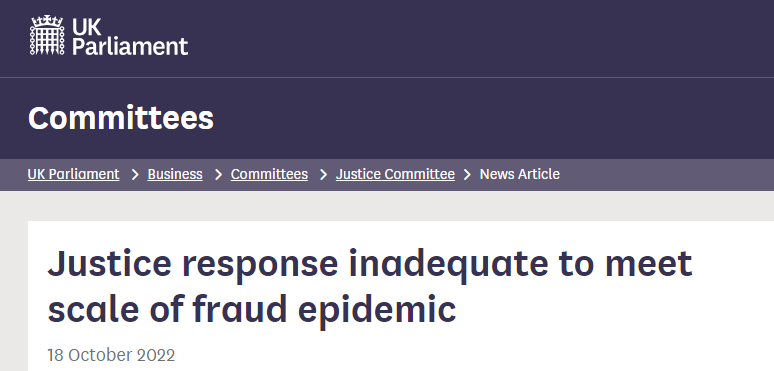 UK
Parliament
Committees
UK Parliament > Business > Committees > Justice Committee > News Article
Justice response inadequate to meet
scale of fraud epidemic
18 October 2022